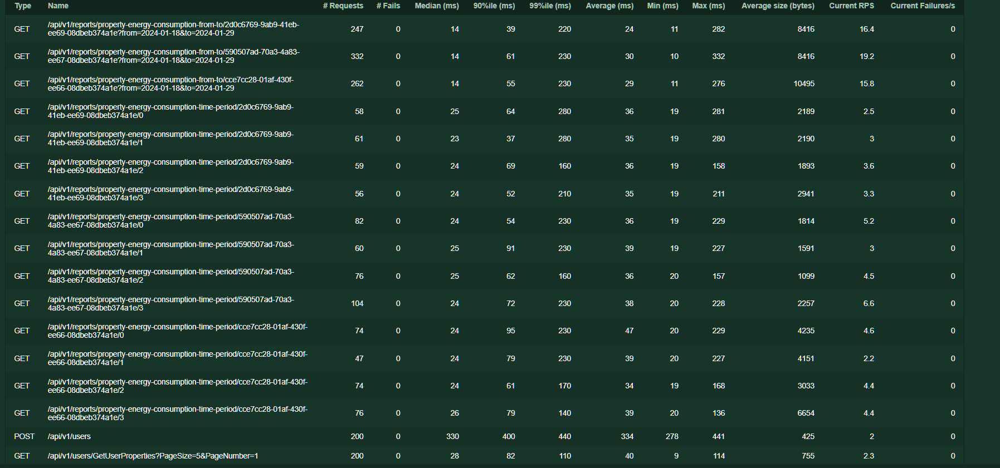 Type Name # Requests # Fails Median (ms) 90%ile (ms) 99%ile (ms) Average (ms) Min (ms) Max (ms) Average size (bytes) Current RPS Current Failures/s
GET /api/v1/reports/property-energy-consumption-from-to/2d0c6769-9ab9-41eb-
ee69-08dbeb374a1e?from=2024-01-18&to=2024-01-29 247 0 14 39 220 24 11 282 8416 16.4 0
GET /api/v1/reports/property-energy-consumption-from-to/590507ad-70a3-4a83-
ee67-08dbeb374a1e?from=2024-01-18&to=2024-01-29 332 0 14 61 230 30 10 332 8416 19.2 0
GET /api/v1/reports/property-energy-consumption-from-to/cce7cc28-01af-430f-
ee66-08dbeb374a1e?from=2024-01-18&to=2024-01-29 262 0 14 55 230 29 11 276 10495 15.8 0
GET /api/v1/reports/property-energy-consumption-time-period/2d0c6769-9ab9-
41eb-ee69-08dbeb374a1e/0 58 0 25 64 280 36 19 281 2189 2.5 0
GET /api/v1/reports/property-energy-consumption-time-period/2d0c6769-9ab9-
41eb-ee69-08dbeb374a1e/1 61 0 23 37 280 35 19 280 2190 3 0
GET /api/v1/reports/property-energy-consumption-time-period/2d0c6769-9ab9-
41eb-ee69-08dbeb374a1e/2 59 0 24 69 160 36 19 158 1893 3.6 0
GET /api/v1/reports/property-energy-consumption-time-period/2d0c6769-9ab9-
41eb-ee69-08dbeb374a1e/3 56 0 24 52 210 35 19 211 2941 3.3 0
GET /api/v1/reports/property-energy-consumption-time-period/590507ad-70a3-
4a83-ee67-08dbeb374a1e/0 82 0 24 54 230 36 19 229 1814 5.2 0
GET /api/v1/reports/property-energy-consumption-time-period/590507ad-70a3-
4a83-ee67-08dbeb374a1e/1 60 0 25 91 230 39 19 227 1591 3 0
GET /api/v1/reports/property-energy-consumption-time-period/590507ad-70a3-
4a83-ee67-08dbeb374a1e/2 76 0 25 62 160 36 20 157 1099 4.5 0
GET /api/v1/reports/property-energy-consumption-time-period/590507ad-70a3-
4a83-ee67-08dbeb374a1e/3 104 0 24 72 230 38 20 228 2257 6.6 0
GET /api/v1/reports/property-energy-consumption-time-period/cce7cc28-01af-430f-
ee66-08dbeb374a1e/0 74 0 24 95 230 47 20 229 4235 4.6 0
GET /api/v1/reports/property-energy-consumption-time-period/cce7cc28-01af-430f-
ee66-08dbeb374a1e/1 47 0 24 79 230 39 20 227 4151 2.2 0
GET /api/v1/reports/property-energy-consumption-time-period/cce7cc28-01af-430f-
ee66-08dbeb374a1e/2 74 0 24 61 170 34 19 168 3033 4.4 0
GET /api/v1/reports/property-energy-consumption-time-period/cce7cc28-01af-430f-
ee66-08dbeb374a1e/3 76 0 26 79 140 39 20 136 6654 4.4 0
POST /api/v1/users 200 0 330 400 440 334 278 441 425 2 0
GET /api/v1/users/GetUserProperties?PageSize=5&PageNumber=1 200 0 28 82 110 40 9 114 755 2.3 0